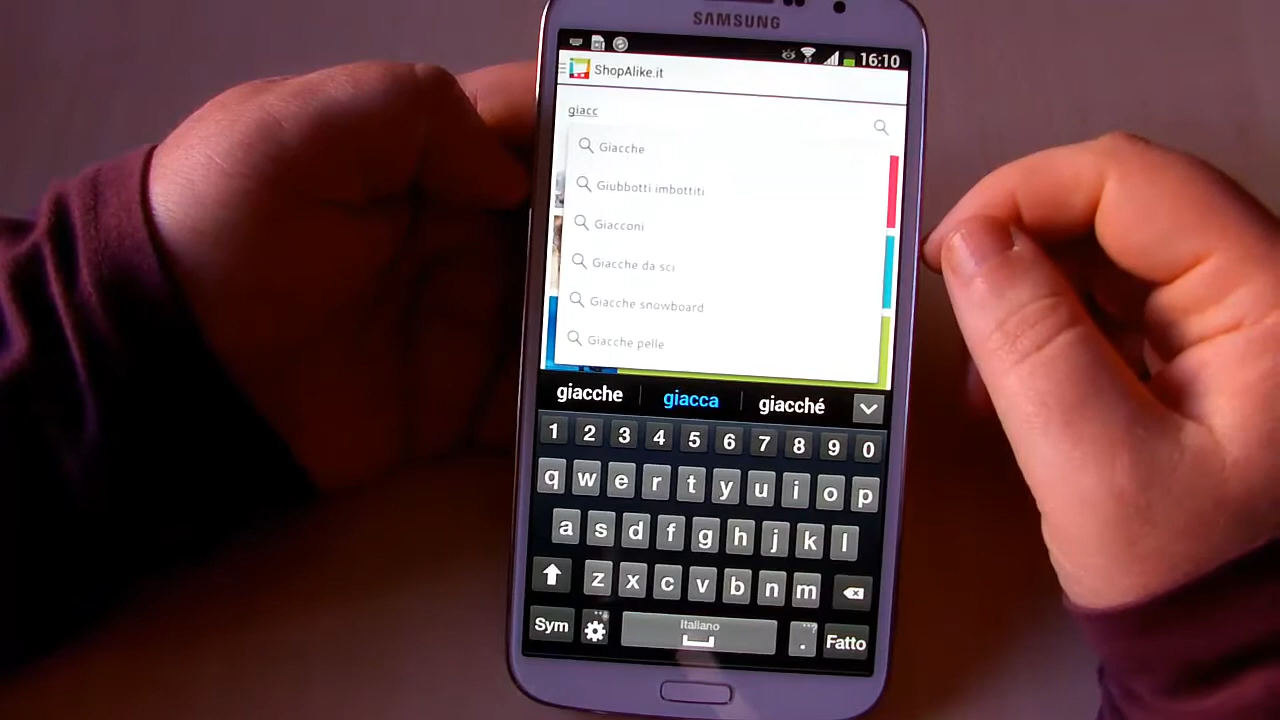 SAMSUNG
16:10
ShopAlike.it
giacc
Giacche
Giubbotti imbottiti
Giacconi
Giacche da sci
Giacche snowboard
Giacche pelle
giacche giacca giacché
1 2 3 4 5 6 7 8 9 0
q w e r t y u i o p
a s d f g h j k l
z x c v b n m
Sym Italiano . Fatto